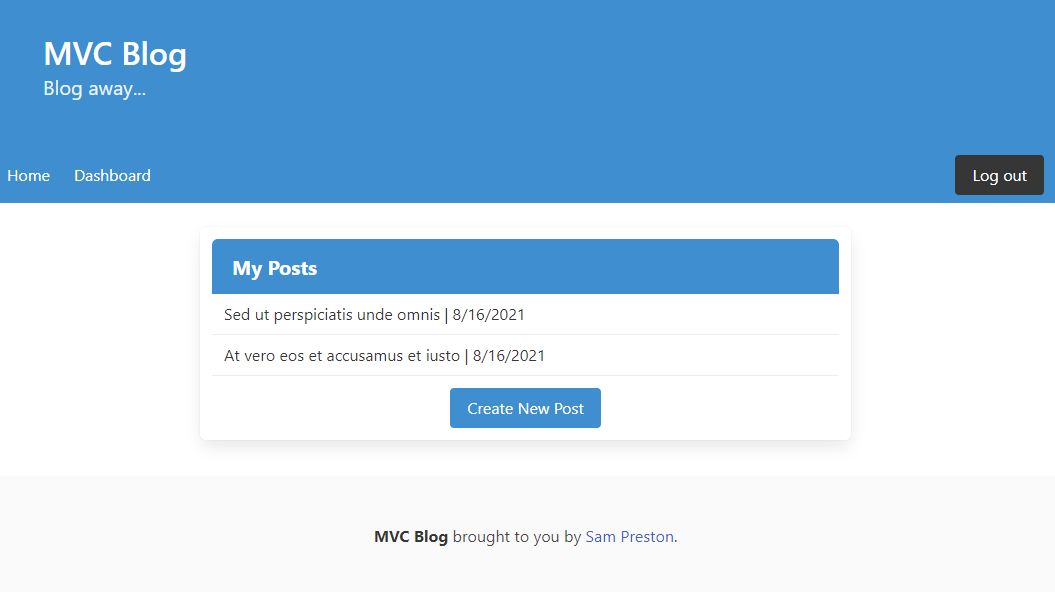 MVC Blog
Blog away...
Home Dashboard Log out
My Posts
Sed ut perspiciatis unde omnis | 8/16/2021
At vero eos et accusamus et iusto | 8/16/2021
Create New Post
MVC Blog brought to you by Sam Preston.